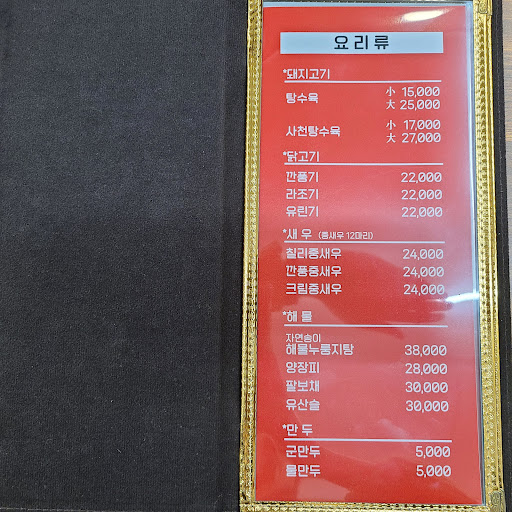 요리류
*돼지고기
탕수육 小 15,000
大 25,000
사천탕수육 小 17,000
大 27,000
*닭고기
깐풍기 22,000
라조기 22,000
유린기 22,000
*새우 (중새우 12마리)
칠리중새우 24,000
깐풍중새우 24,000
크림중새우 24,000
*해물
자연송이
해물누룽지탕 38,000
양장피 28,000
팔보채 30,000
유산슬 30,000
*만두
군만두 5,000
물만두 5,000